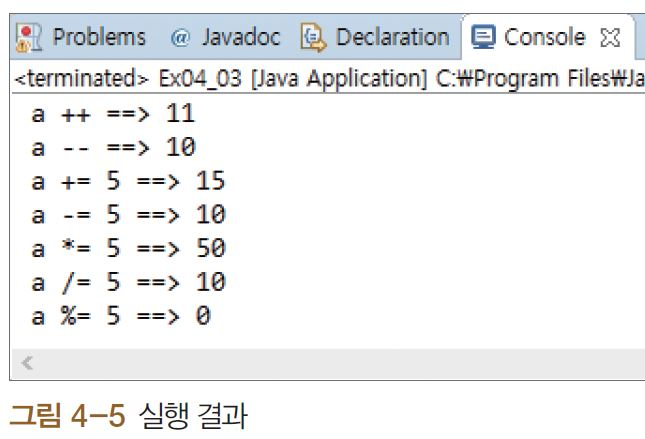 Problems @ Javadoc Declaration Console
<terminated> Ex04_03 [Java Application] C:₩Program Files₩Ja
a ++ ==> 11
a -- ==> 10
a += 5 ==> 15
a -= 5 ==> 10
a *= 5 ==> 50
a /= 5 ==> 10
a %= 5 ==> 0
그림 4-5 실행 결과